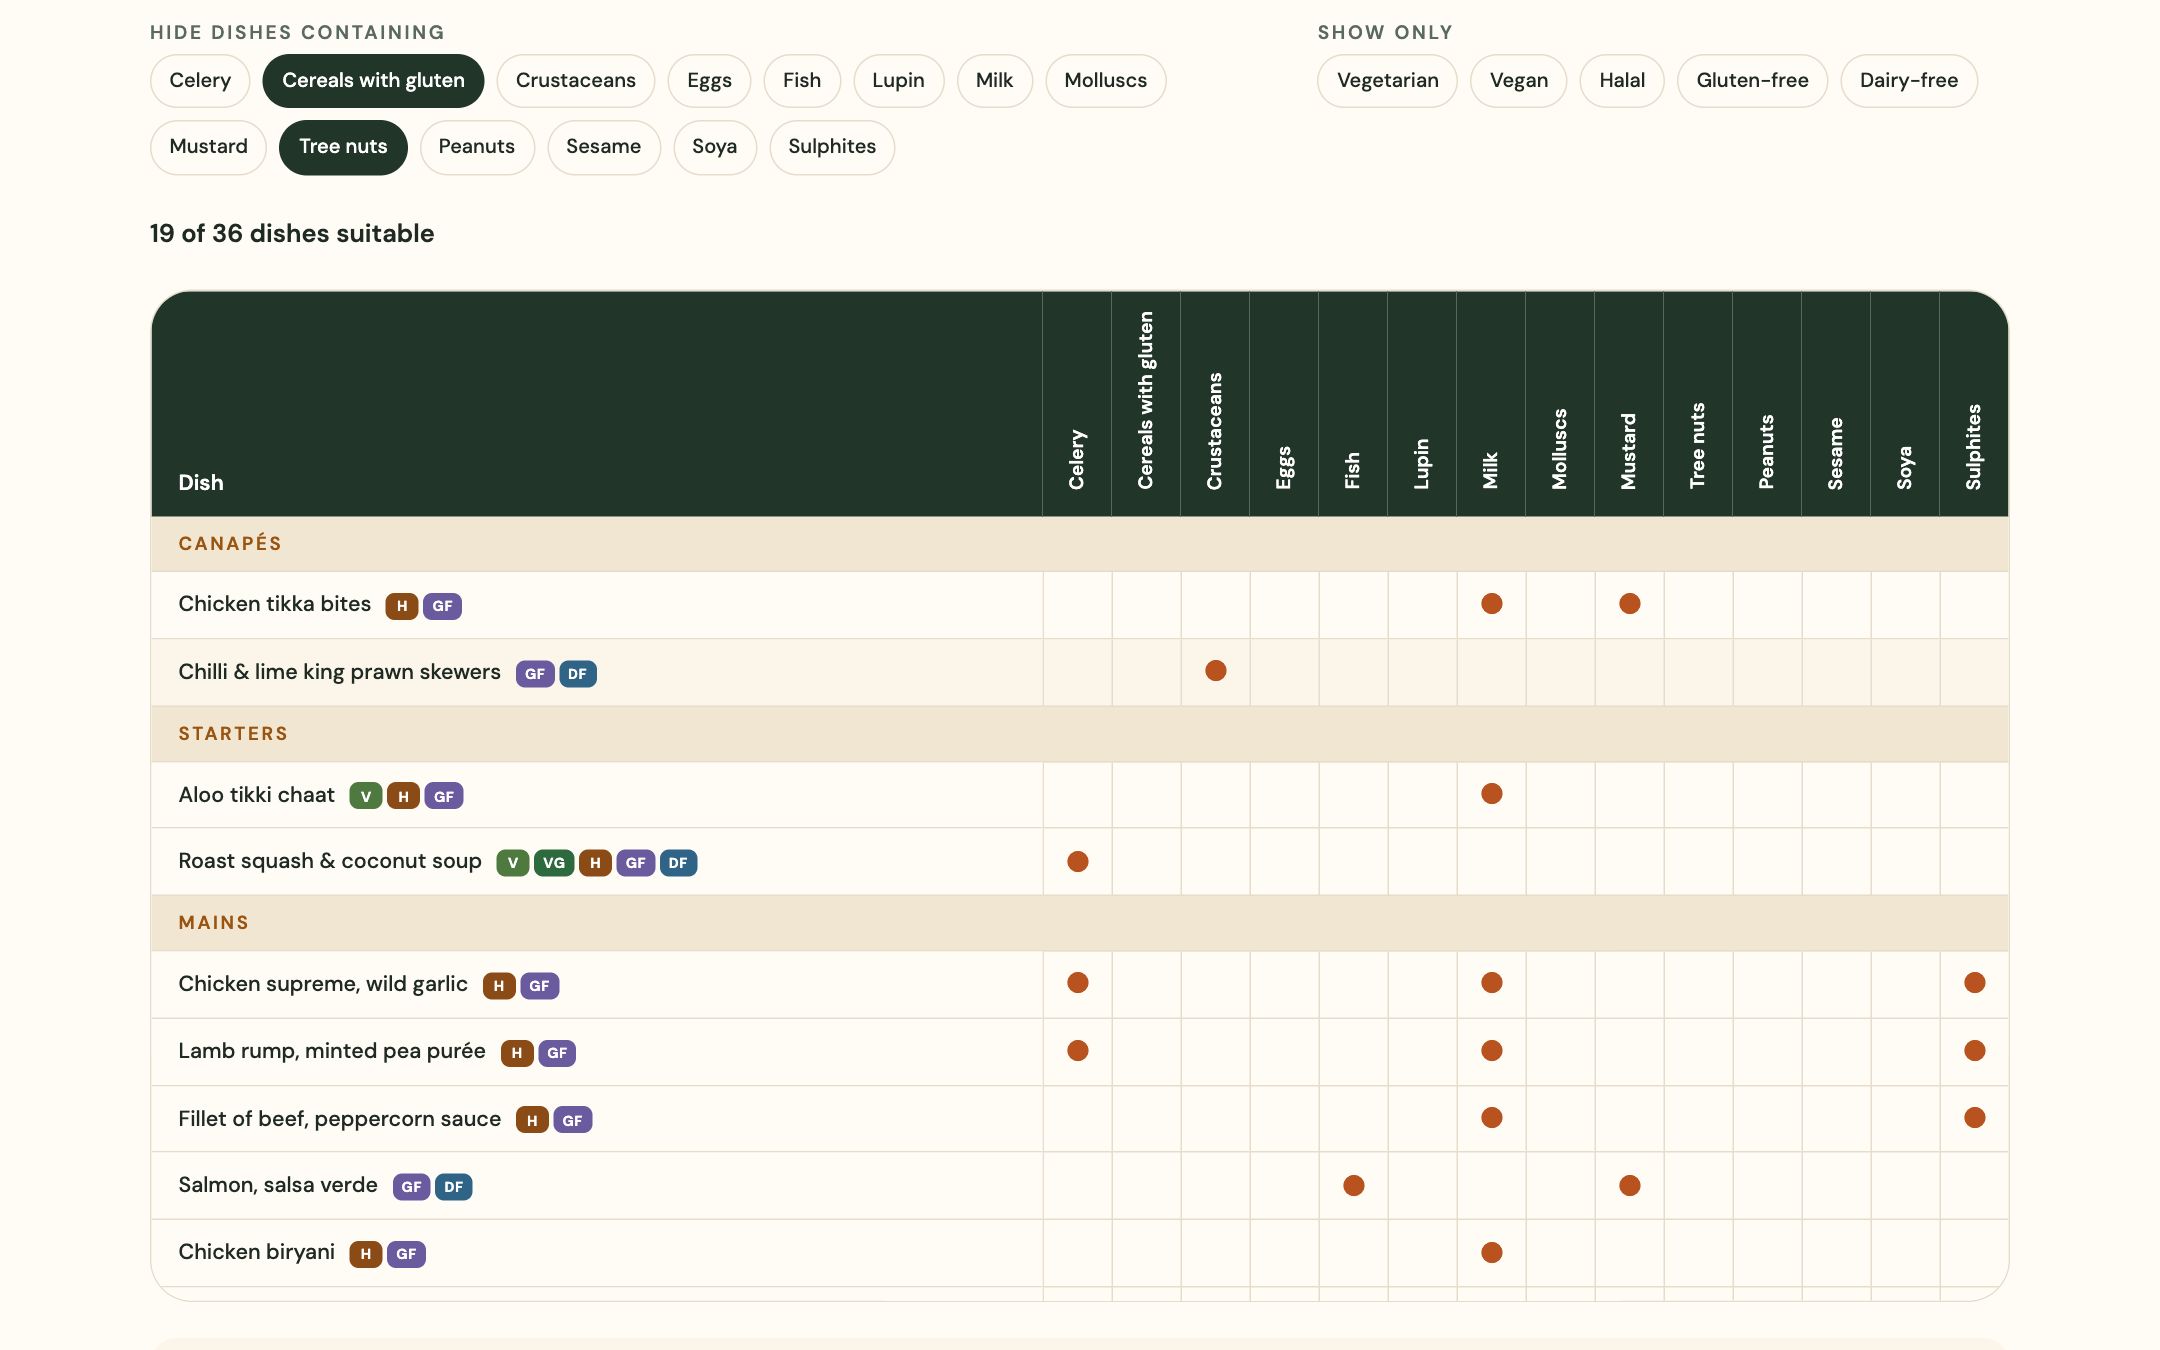 HIDE DISHES CONTAINING
Celery Cereals with gluten Crustaceans Eggs Fish Lupin Milk Molluscs
Mustard Tree nuts Peanuts Sesame Soya Sulphites
SHOW ONLY
Vegetarian Vegan Halal Gluten-free Dairy-free
19 of 36 dishes suitable
Dish Celery Cereals with gluten Crustaceans Eggs Fish Lupin Milk Molluscs Mustard Tree nuts Peanuts Sesame Soya Sulphites
CANAPÉS
Chicken tikka bites H GF
Chilli & lime king prawn skewers GF DF
STARTERS
Aloo tikki chaat V H GF
Roast squash & coconut soup V VG H GF DF
MAINS
Chicken supreme, wild garlic H GF
Lamb rump, minted pea purée H GF
Fillet of beef, peppercorn sauce H GF
Salmon, salsa verde GF DF
Chicken biryani H GF